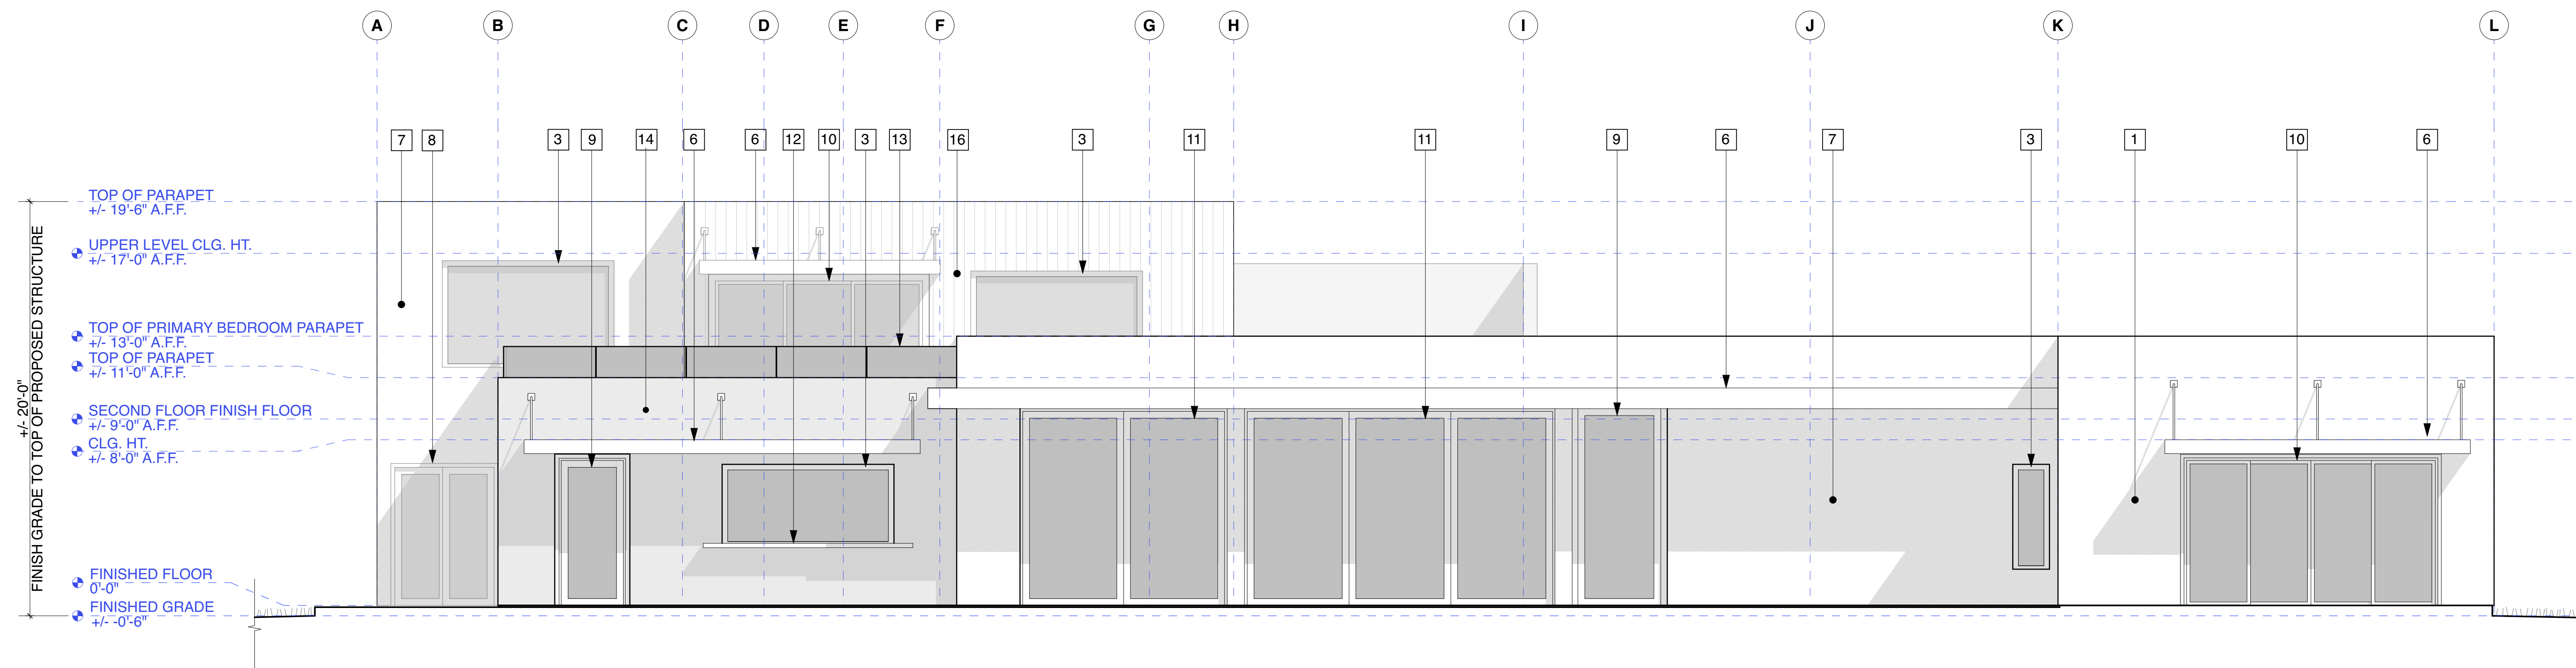 A B C D E F G H I J K L
7 8 3 9 14 6 6 12 10 3 13 16 3 11 11 9 6 7 3 1 10 6
TOP OF PARAPET
+/- 19'-6" A.F.F.
UPPER LEVEL CLG. HT.
+/- 17'-0" A.F.F.
TOP OF PRIMARY BEDROOM PARAPET
+/- 13'-0" A.F.F.
TOP OF PARAPET
+/- 11'-0" A.F.F.
SECOND FLOOR FINISH FLOOR
+/- 9'-0" A.F.F.
CLG. HT.
+/- 8'-0" A.F.F.
FINISHED FLOOR
0'-0"
FINISHED GRADE
+/- -0'-6"
+/- 20'-0"
FINISH GRADE TO TOP OF PROPOSED STRUCTURE